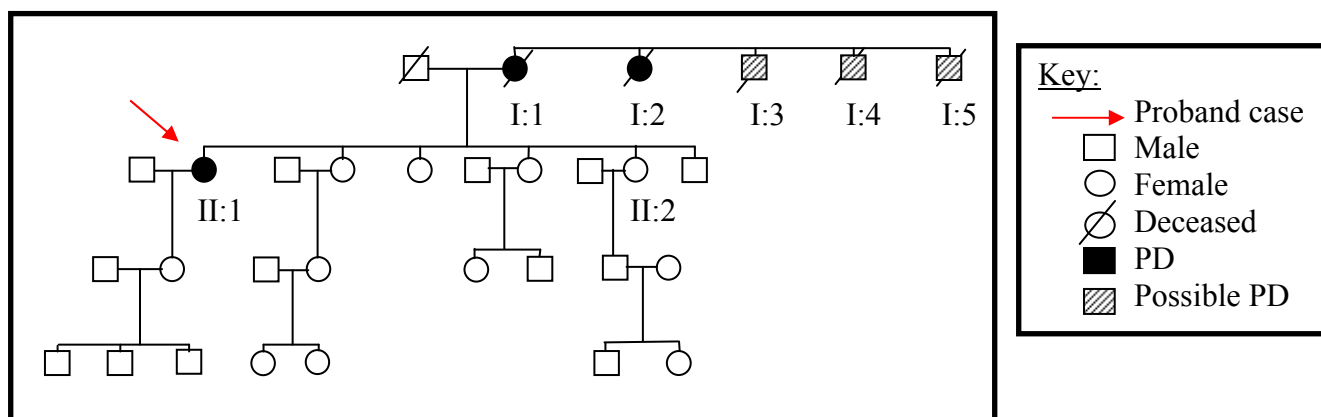 I:1 I:2 I:3 I:4 I:5
II:1 II:2
Key:
Proband case
Male
Female
Deceased
PD
Possible PD